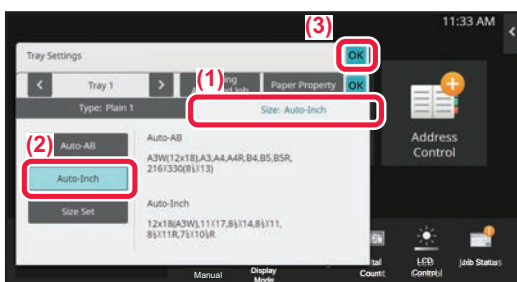 11:33 AM
(3)
Tray Settings
OK
Tray 1
(1)
Paper Property
OK
Type: Plain 1
Size: Auto-Inch
(2)
Auto-AB
Auto-Inch
Size Set
Auto-AB
A3W(12x18),A3,A4,A4R,B4,B5,B5R,
216X330(8½X13)
Auto-Inch
12x18(A3W),11X17,8½X14,8½X11,
8½X11R,7¼X10½R
Address
Control
Manual
Display
Mode
Count
LCD
Control
Job Status